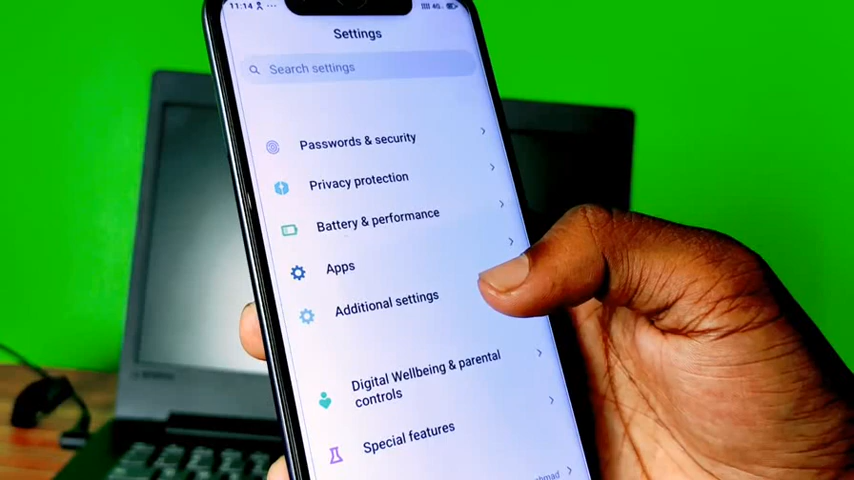 11:14
4G
Settings
Search settings
Passwords & security
Privacy protection
Battery & performance
Apps
Additional settings
Digital Wellbeing & parental
controls
Special features